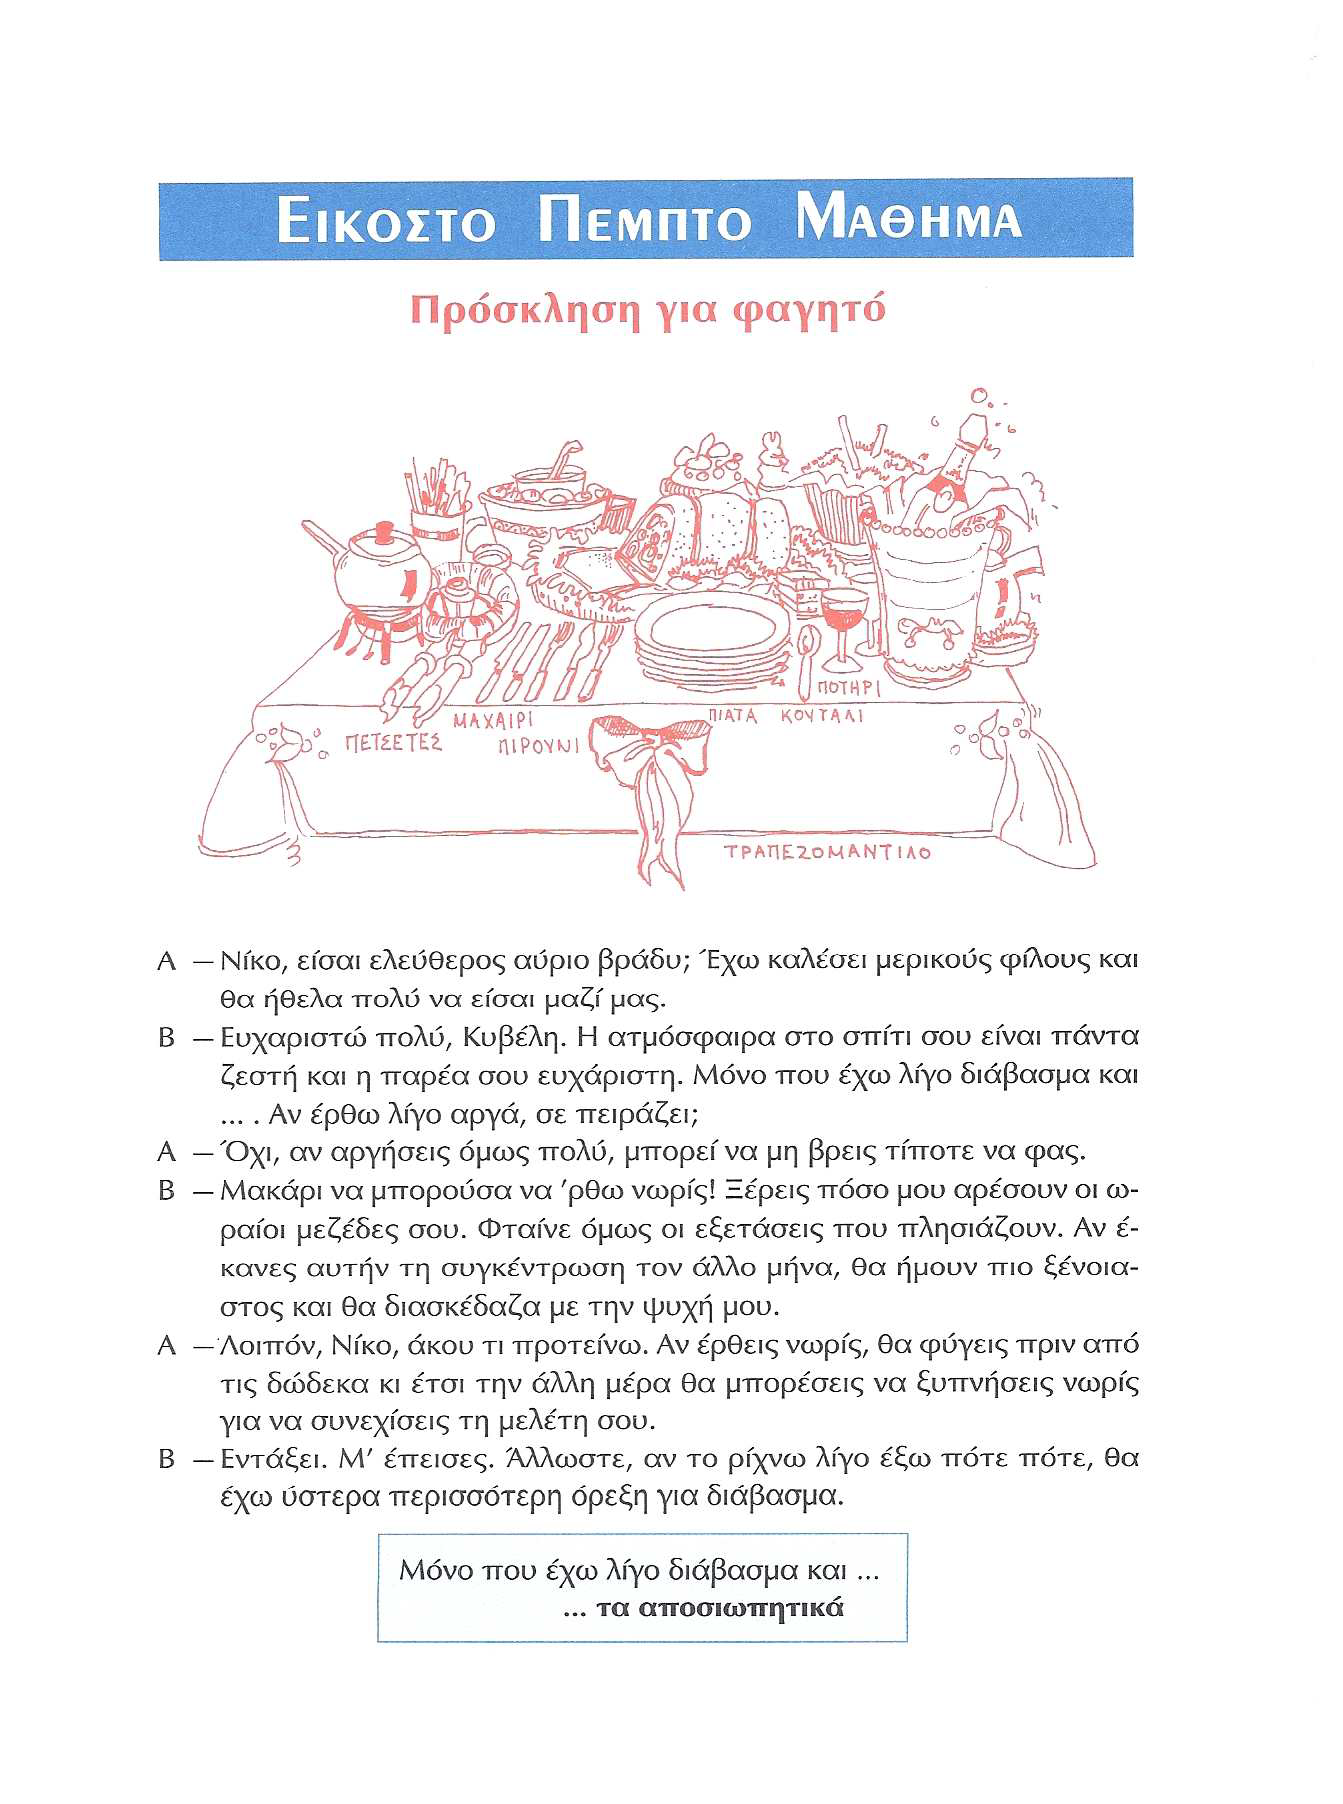 ΕΙΚΟΣΤΟ ΠΕΜΠΤΟ ΜΑΘΗΜΑ
Πρόσκληση για φαγητό
ΠΟΤΗΡΙ
ΜΑΧΑΙΡΙ
ΠΙΑΤΑ ΚΟΥΤΑΛΙ
ΠΕΤΣΕΤΕΣ
ΠΙΡΟΥΝΙ
ΤΡΑΠΕΖΟΜΑΝΤΙΛΟ
Α – Νίκο, είσαι ελεύθερος αύριο βράδυ; Έχω καλέσει μερικούς φίλους και
θα ήθελα πολύ να είσαι μαζί μας.
Β – Ευχαριστώ πολύ, Κυβέλη. Η ατμόσφαιρα στο σπίτι σου είναι πάντα
ζεστή και η παρέα σου ευχάριστη. Μόνο που έχω λίγο διάβασμα και
... . Αν έρθω λίγο αργά, σε πειράζει;
Α – Όχι, αν αργήσεις όμως πολύ, μπορεί να μη βρεις τίποτε να φας.
Β – Μακάρι να μπορούσα να 'ρθω νωρίς! Ξέρεις πόσο μου αρέσουν οι ω-
ραίοι μεζέδες σου. Φταίνε όμως οι εξετάσεις που πλησιάζουν. Αν έ-
κανες αυτήν τη συγκέντρωση τον άλλο μήνα, θα ήμουν πιο ξένοια-
στος και θα διασκέδαζα με την ψυχή μου.
Α – Λοιπόν, Νίκο, άκου τι προτείνω. Αν έρθεις νωρίς, θα φύγεις πριν από
τις δώδεκα κι έτσι την άλλη μέρα θα μπορέσεις να ξυπνήσεις νωρίς
για να συνεχίσεις τη μελέτη σου.
Β – Εντάξει. Μ' έπεισες. Άλλωστε, αν το ρίχνω λίγο έξω πότε πότε, θα
έχω ύστερα περισσότερη όρεξη για διάβασμα.
Μόνο που έχω λίγο διάβασμα και ...
... τα αποσιωπητικά